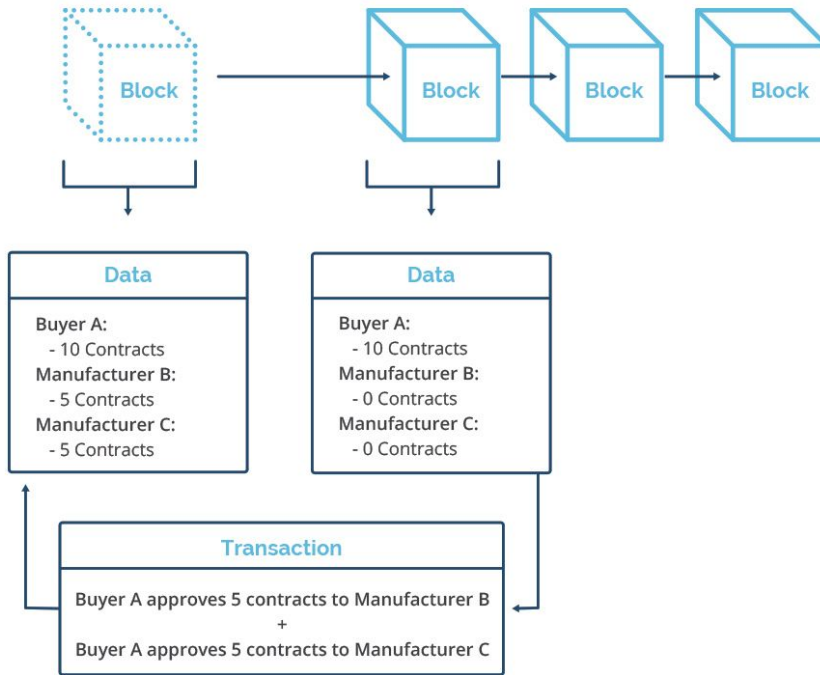 Block
Block
Block
Block
Data
Buyer A:
- 10 Contracts
Manufacturer B:
- 5 Contracts
Manufacturer C:
- 5 Contracts
Data
Buyer A:
- 10 Contracts
Manufacturer B:
- 0 Contracts
Manufacturer C:
- 0 Contracts
Transaction
Buyer A approves 5 contracts to Manufacturer B
+
Buyer A approves 5 contracts to Manufacturer C